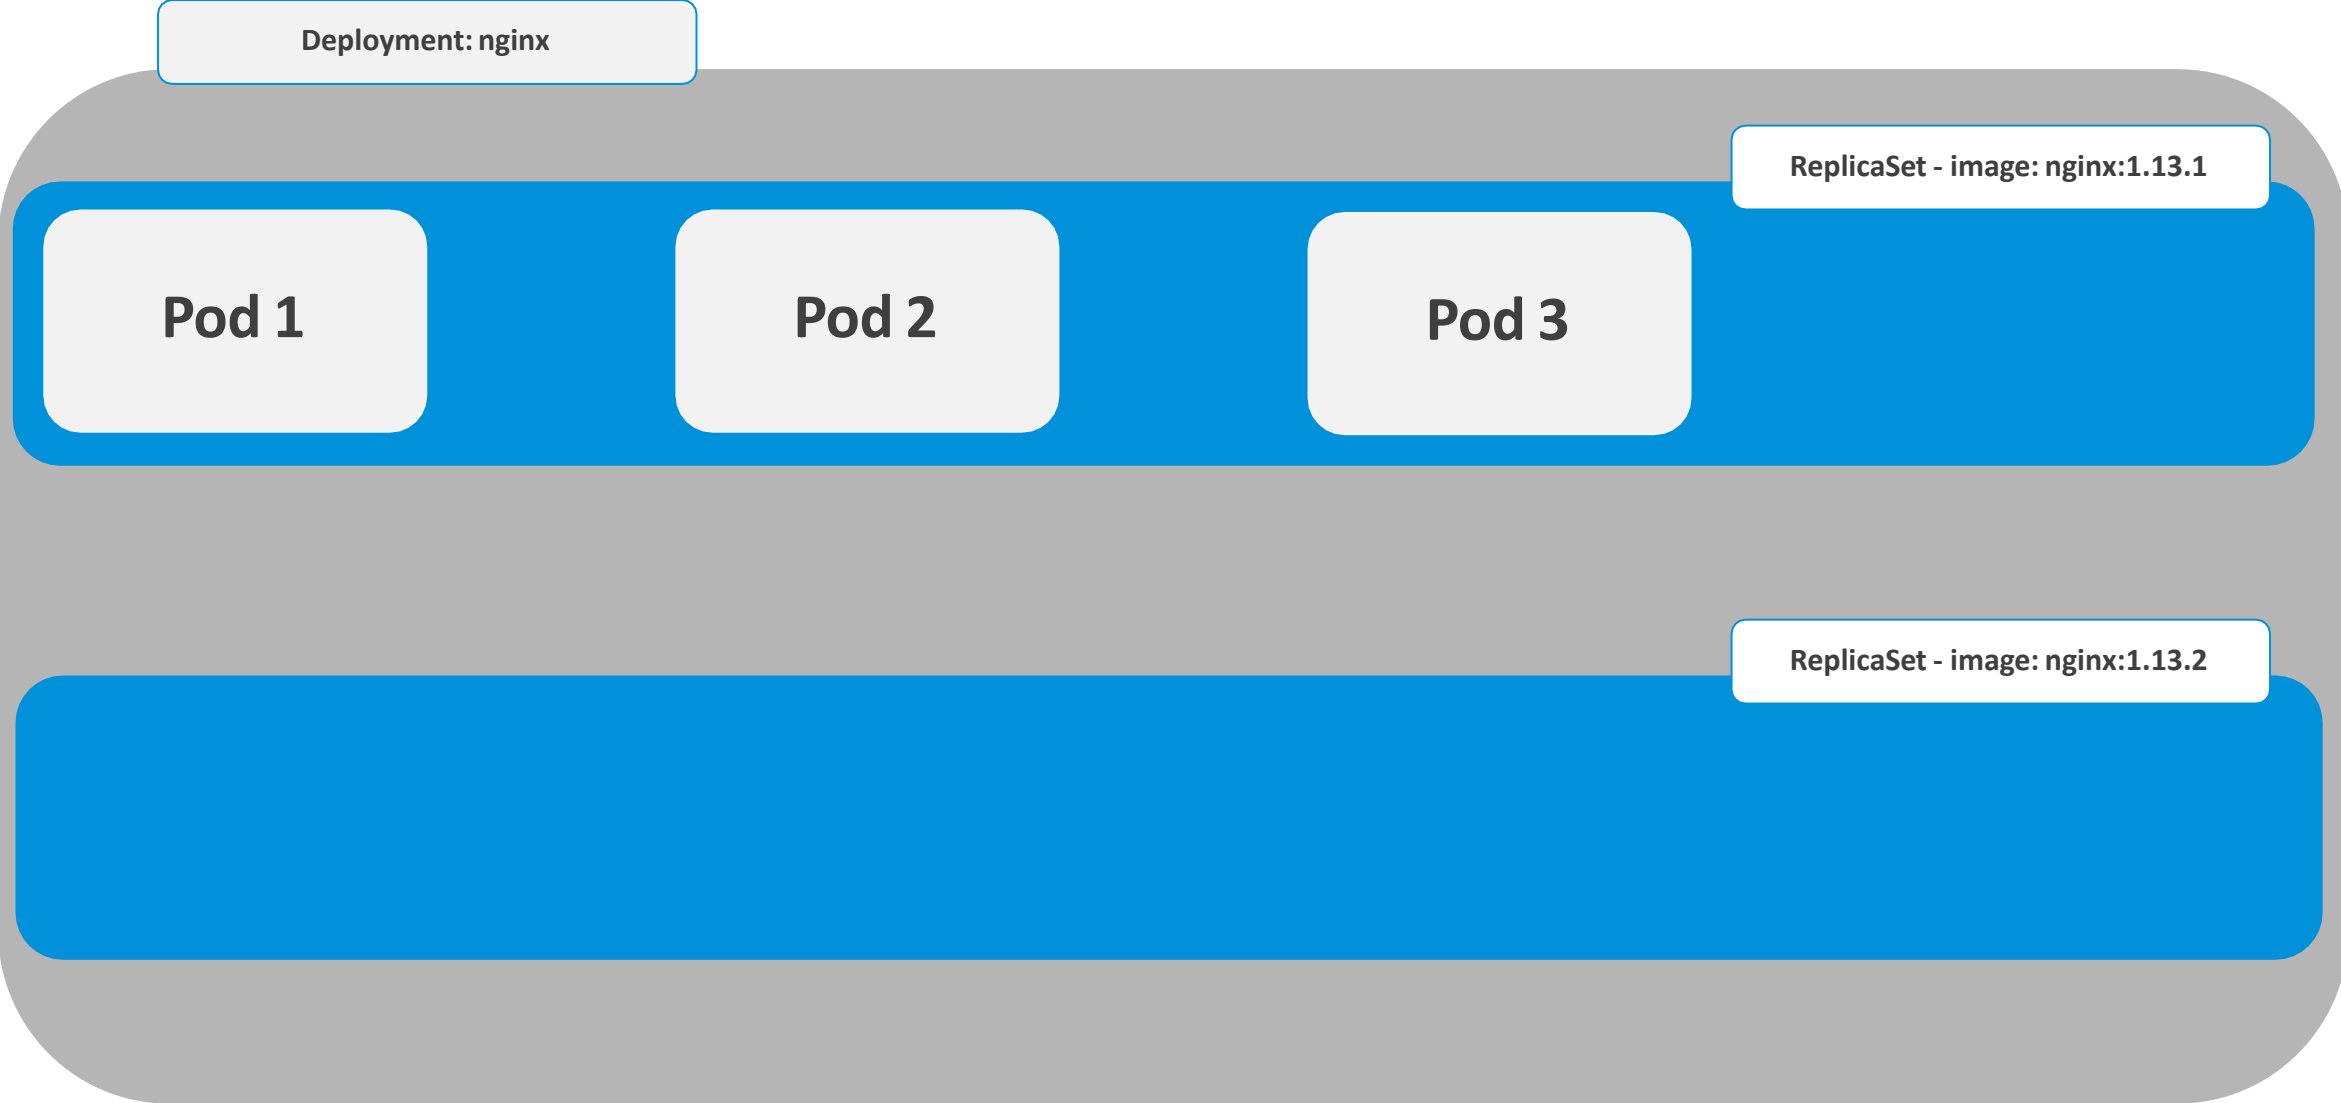 Deployment: nginx
ReplicaSet - image: nginx:1.13.1
Pod 1
Pod 2
Pod 3
ReplicaSet - image: nginx:1.13.2